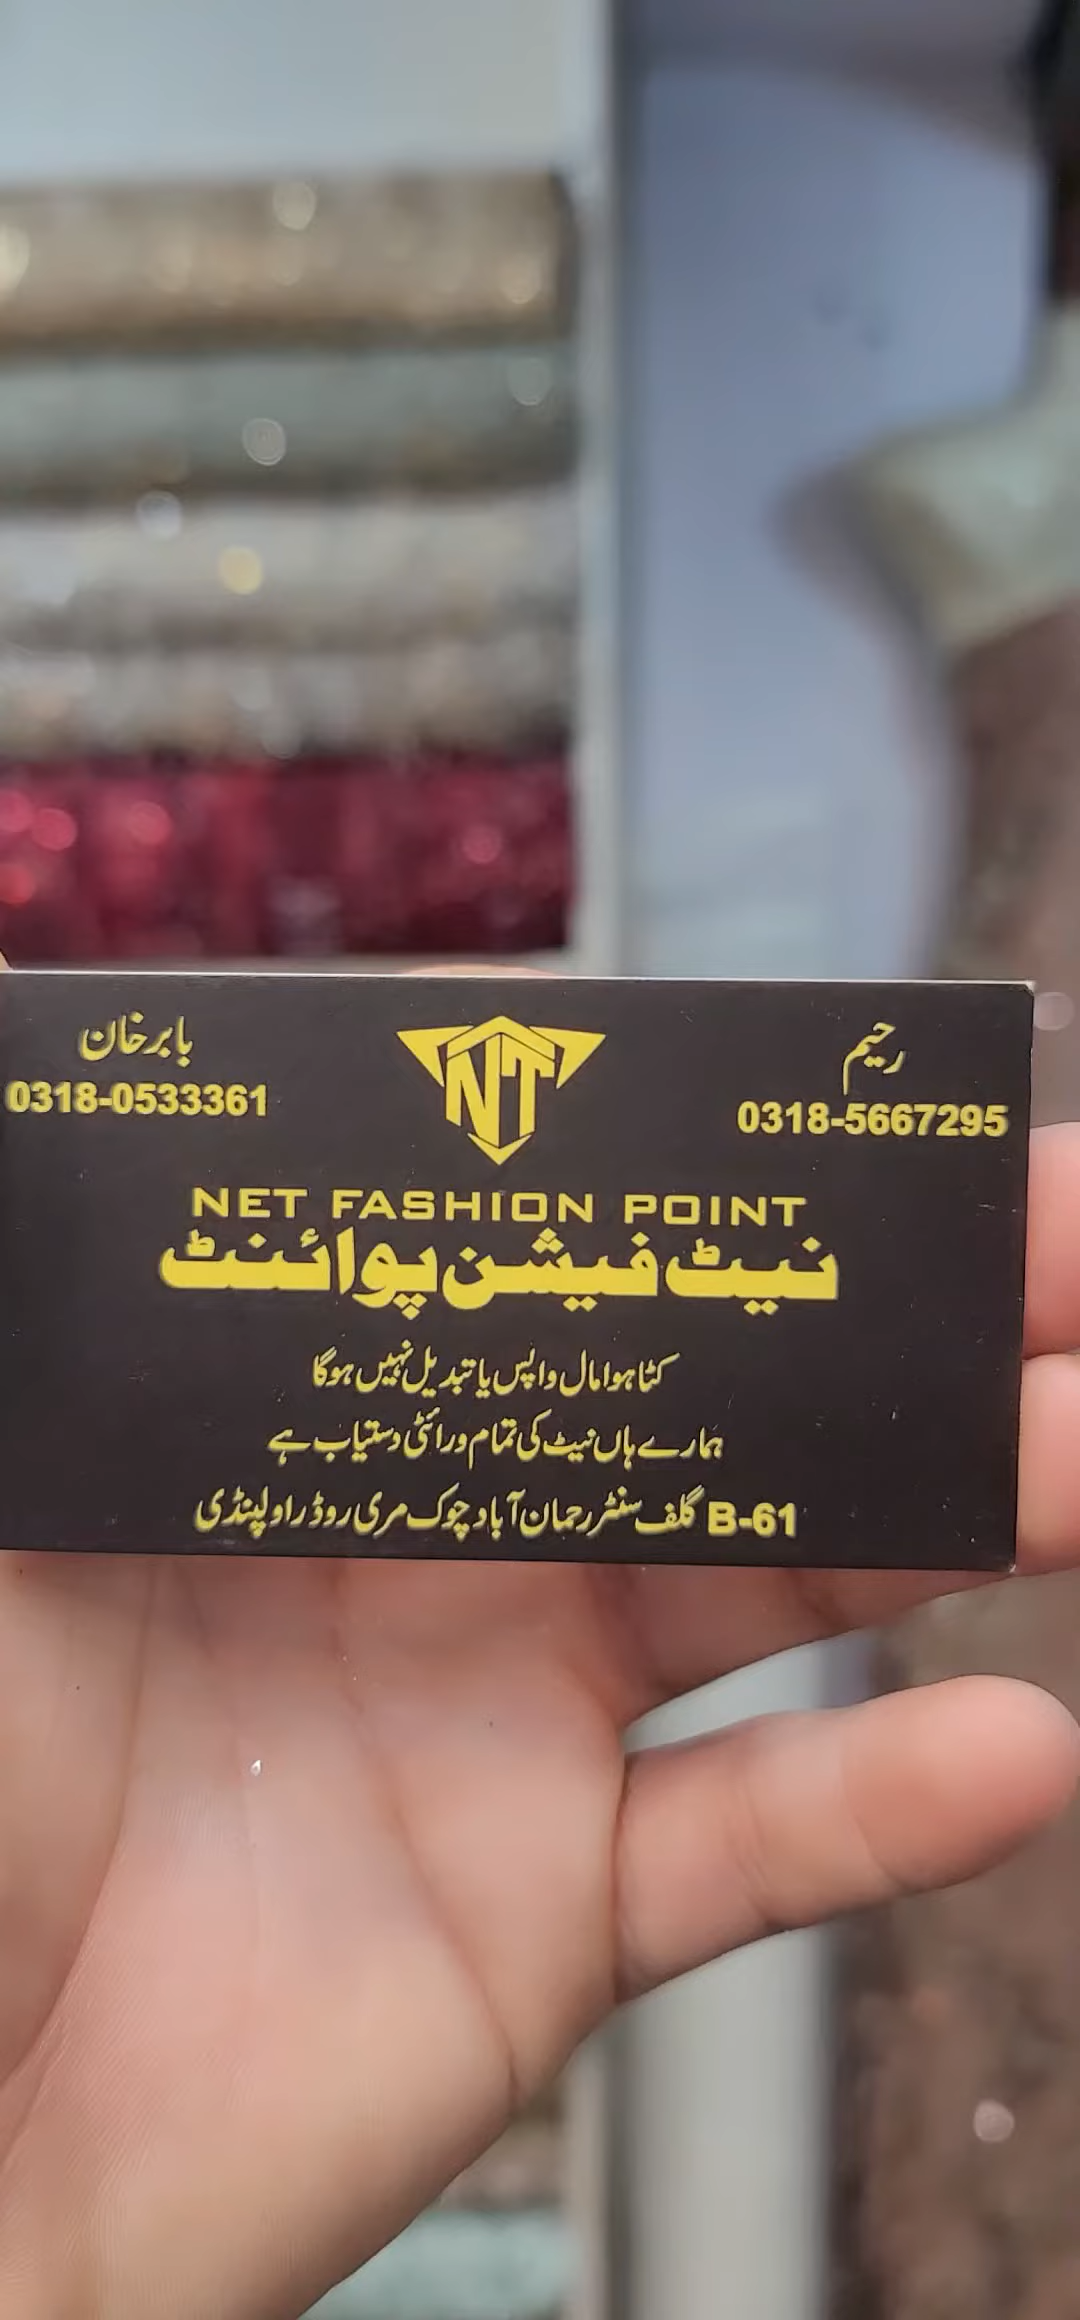 رحیم
0318-5667295
بابر خان
0318-0533361
NT
NET FASHION POINT
نیٹ فیشن پوائنٹ
کٹا ہوا مال واپس یا تبدیل نہیں ہوگا
ہمارے ہاں نیٹ کی تمام ورائٹی دستیاب ہے
B-61 گلف سنٹر رحمان آباد چوک مری روڈ راولپنڈی